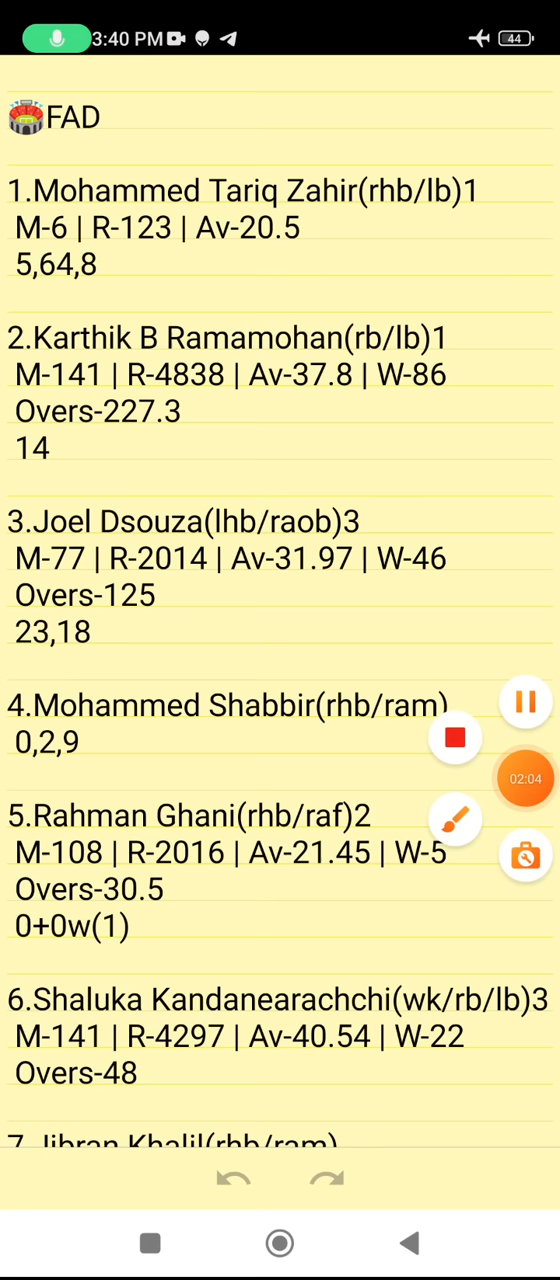 3:40 PM
44
FAD
1.Mohammed Tariq Zahir(rhb/lb)1
M-6 | R-123 | Av-20.5
5,64,8
2.Karthik B Ramamohan(rb/lb)1
M-141 | R-4838 | Av-37.8 | W-86
Overs-227.3
14
3.Joel Dsouza(lhb/raob)3
M-77 | R-2014 | Av-31.97 | W-46
Overs-125
23,18
4.Mohammed Shabbir(rhb/ram)
0,2,9
02:04
5.Rahman Ghani(rhb/raf)2
M-108 | R-2016 | Av-21.45 | W-5
Overs-30.5
0+0w(1)
6.Shaluka Kandanearachchi(wk/rb/lb)3
M-141 | R-4297 | Av-40.54 | W-22
Overs-48
7.Jibran Khalil(rhb/ram)